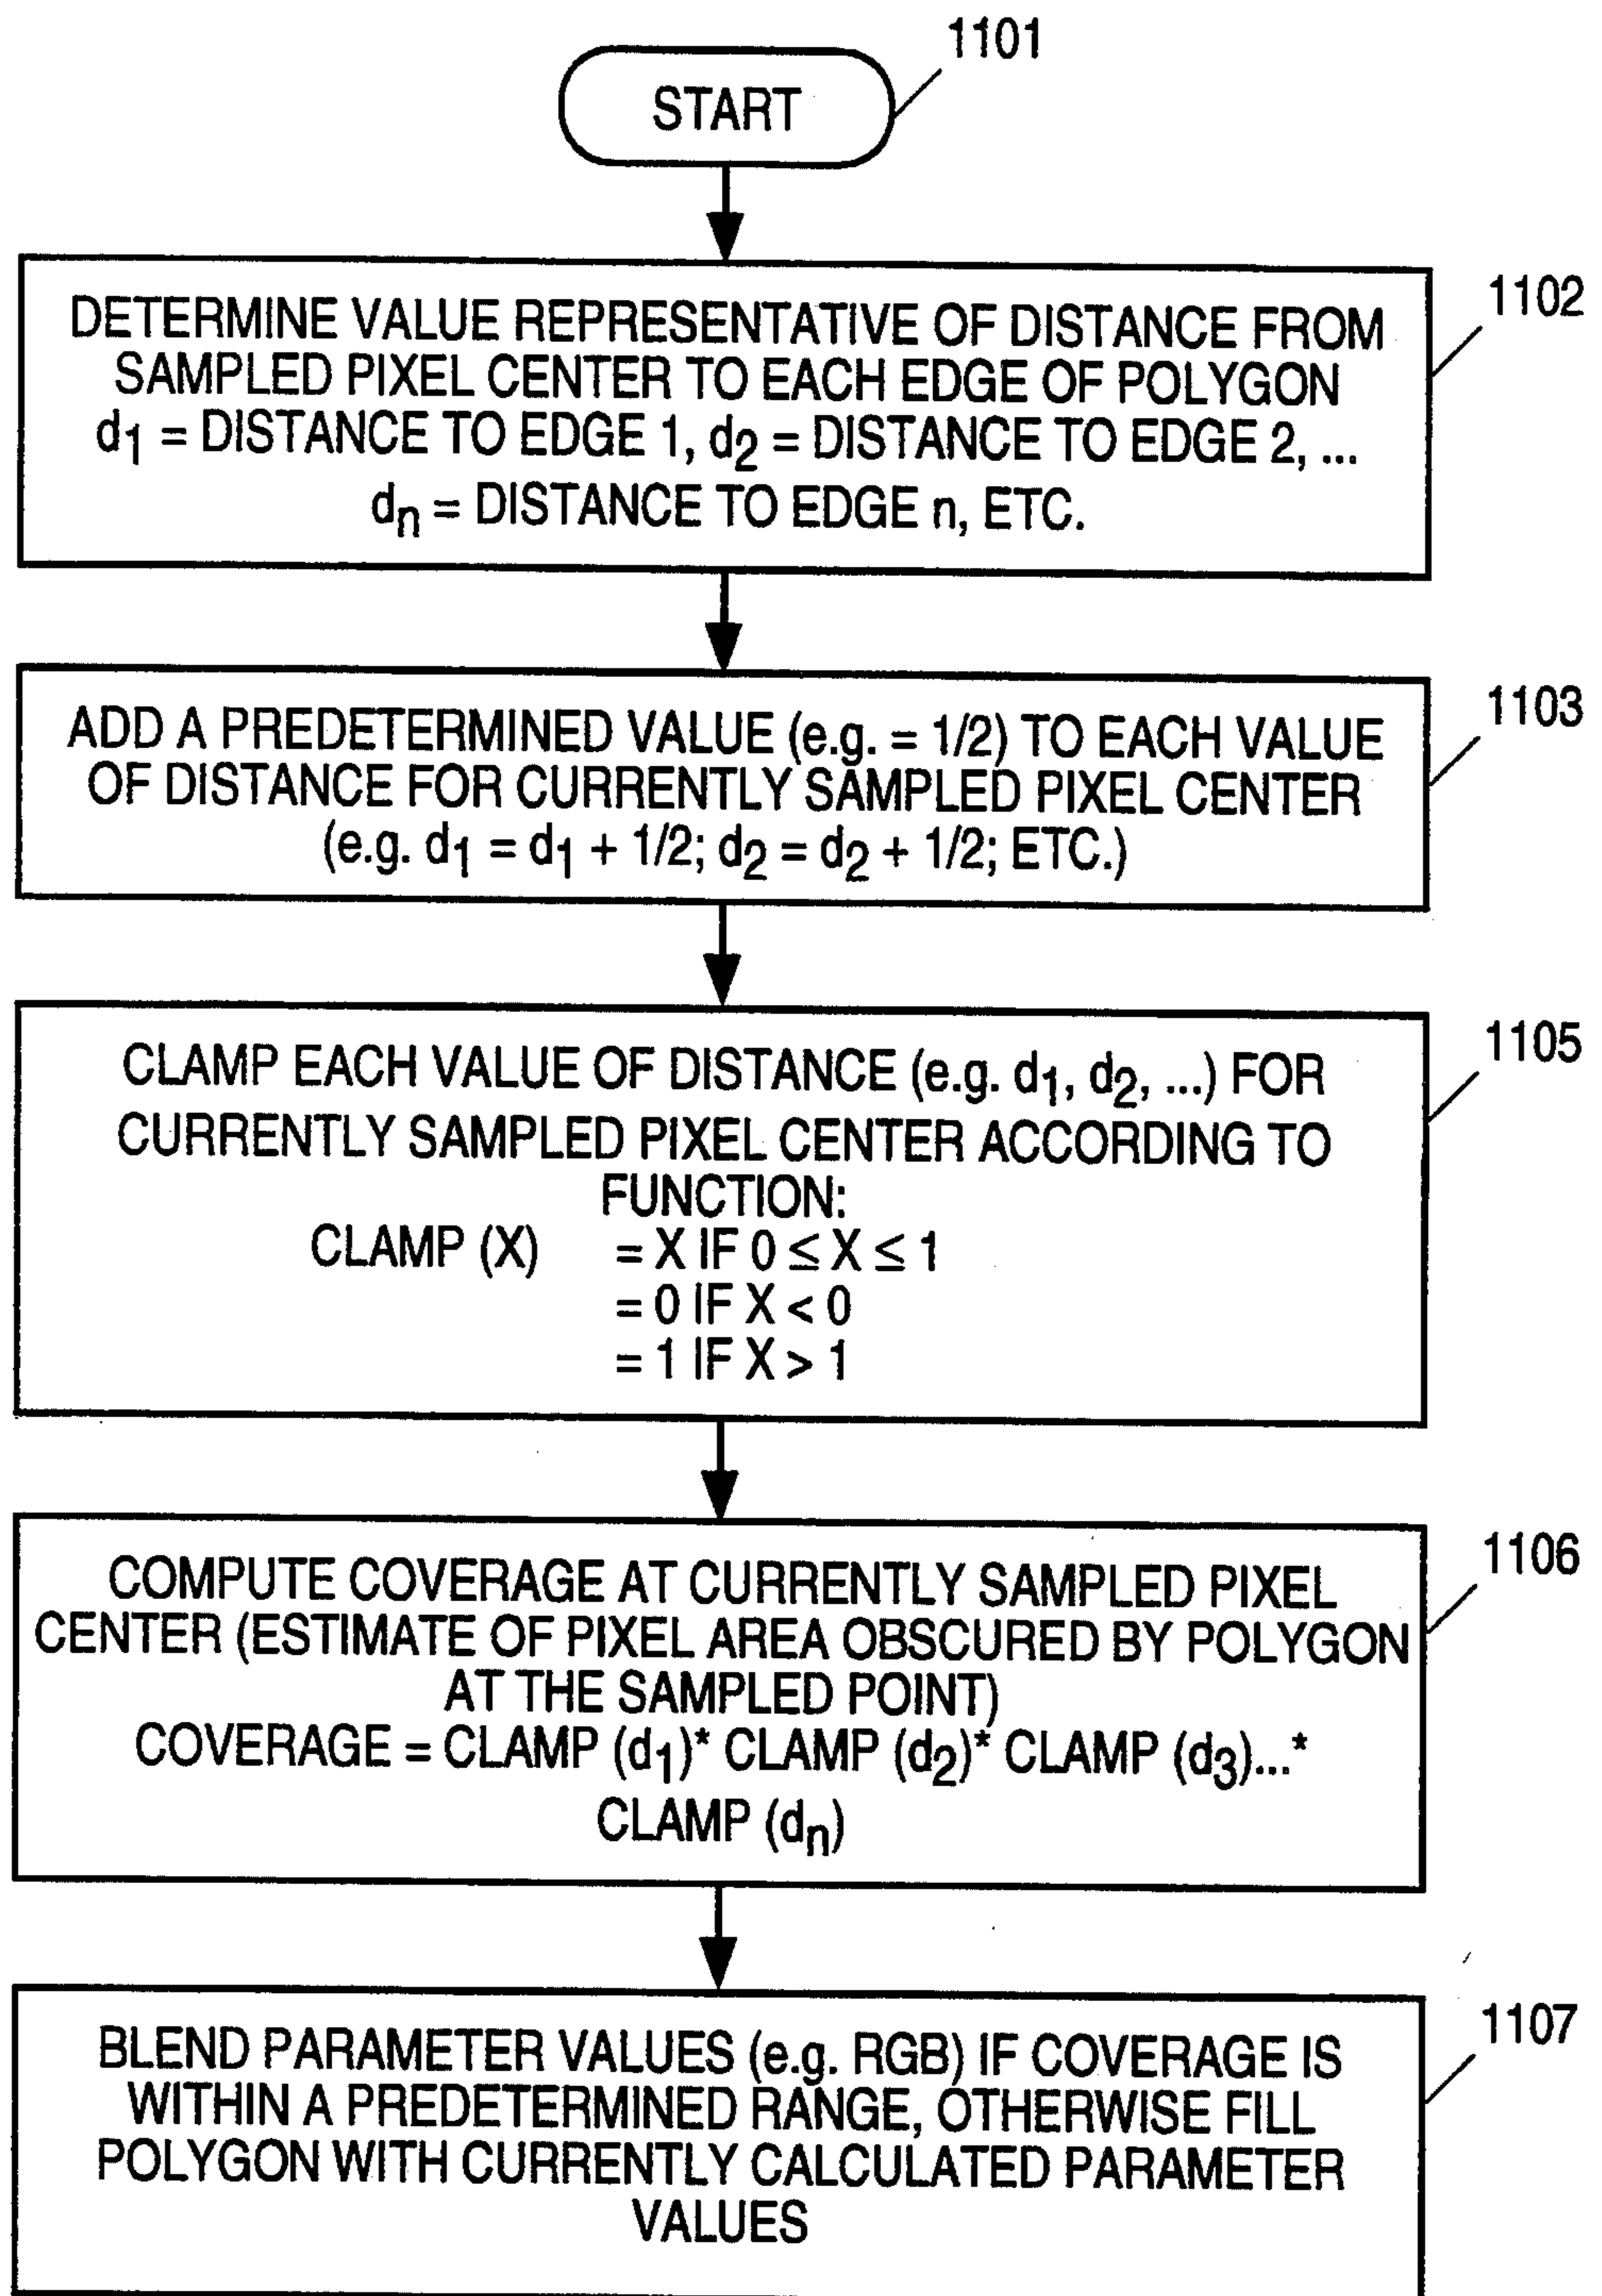 1101
START
1102
DETERMINE VALUE REPRESENTATIVE OF DISTANCE FROM
SAMPLED PIXEL CENTER TO EACH EDGE OF POLYGON
d1 = DISTANCE TO EDGE 1, d2 = DISTANCE TO EDGE 2, ...
dn = DISTANCE TO EDGE n, ETC.
1103
ADD A PREDETERMINED VALUE (e.g. = 1/2) TO EACH VALUE
OF DISTANCE FOR CURRENTLY SAMPLED PIXEL CENTER
(e.g. d1 = d1 + 1/2; d2 = d2 + 1/2; ETC.)
1105
CLAMP EACH VALUE OF DISTANCE (e.g. d1, d2, ...) FOR
CURRENTLY SAMPLED PIXEL CENTER ACCORDING TO
FUNCTION:
CLAMP (X) = X IF 0 ≤ X ≤ 1
= 0 IF X < 0
= 1 IF X > 1
1106
COMPUTE COVERAGE AT CURRENTLY SAMPLED PIXEL
CENTER (ESTIMATE OF PIXEL AREA OBSCURED BY POLYGON
AT THE SAMPLED POINT)
COVERAGE = CLAMP (d1)* CLAMP (d2)* CLAMP (d3)...*
CLAMP (dn)
1107
BLEND PARAMETER VALUES (e.g. RGB) IF COVERAGE IS
WITHIN A PREDETERMINED RANGE, OTHERWISE FILL
POLYGON WITH CURRENTLY CALCULATED PARAMETER
VALUES